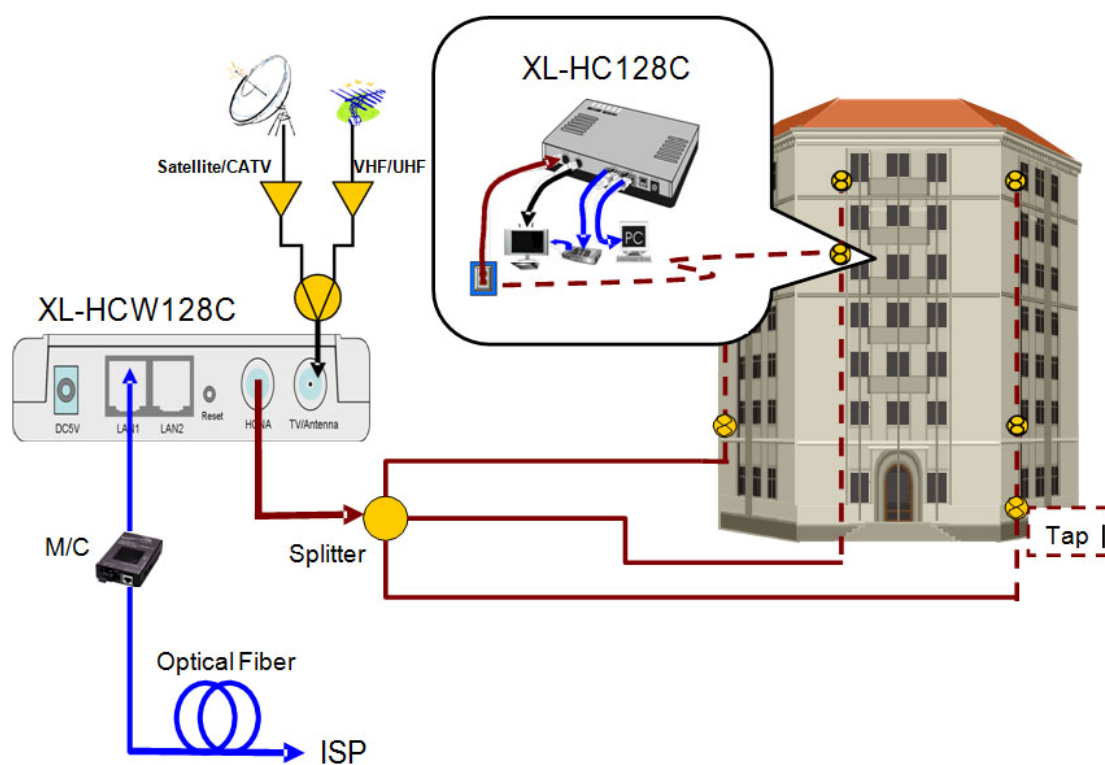 XL-HC128C
Satellite/CATV
VHF/UHF
PC
XL-HCW128C
DC5V
LAN1
LAN2
Reset
HCNA
TV/Antenna
M/C
Splitter
Tap
Optical Fiber
ISP